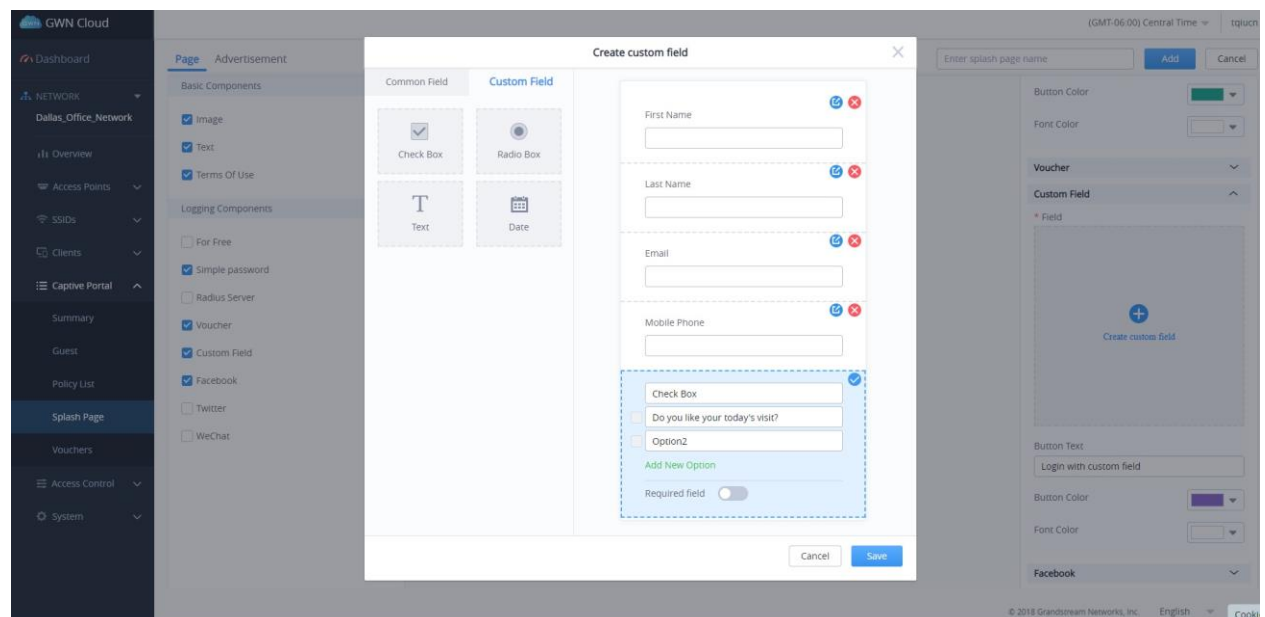 GWN Cloud
(GMT-06:00) Central Time
tqiucn
Dashboard
NETWORK
Dallas_Office_Network
Overview
Access Points
SSIDs
Clients
Captive Portal
Summary
Guest
Policy List
Splash Page
Vouchers
Access Control
System
Page Advertisement
Basic Components
Image
Text
Terms Of Use
Logging Components
For Free
Simple password
Radius Server
Voucher
Custom Field
Facebook
Twitter
WeChat
Create custom field
Common Field Custom Field
Check Box Radio Box
T
Text Date
First Name
Last Name
Email
Mobile Phone
Check Box
Do you like your today's visit?
Option2
Add New Option
Required field
Cancel Save
Enter splash page name Add Cancel
Button Color
Font Color
Voucher
Custom Field
* Field
Create custom field
Button Text
Login with custom field
Button Color
Font Color
Facebook
© 2018 Grandstream Networks, Inc. English